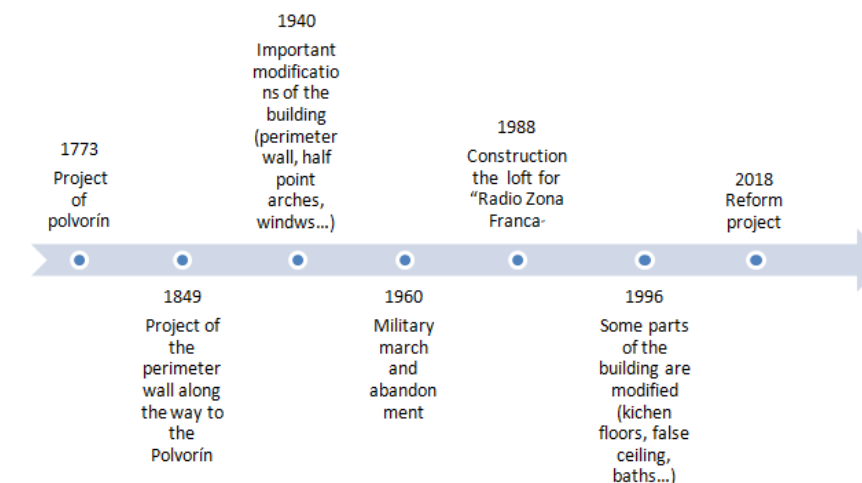 1773
Project
of
polvorín
1849
Project of
the
perimeter
wall along
the way to
the
Polvorín
1940
Important
modificatio
ns of the
building
(perimeter
wall, half
point
arches,
windws...)
1960
Military
march
and
abandon
ment
1988
Construction
the loft for
“Radio Zona
Franca-
1996
Some parts
of the
building are
modified
(kichen
floors, false
ceiling,
baths...)
2018
Reform
project